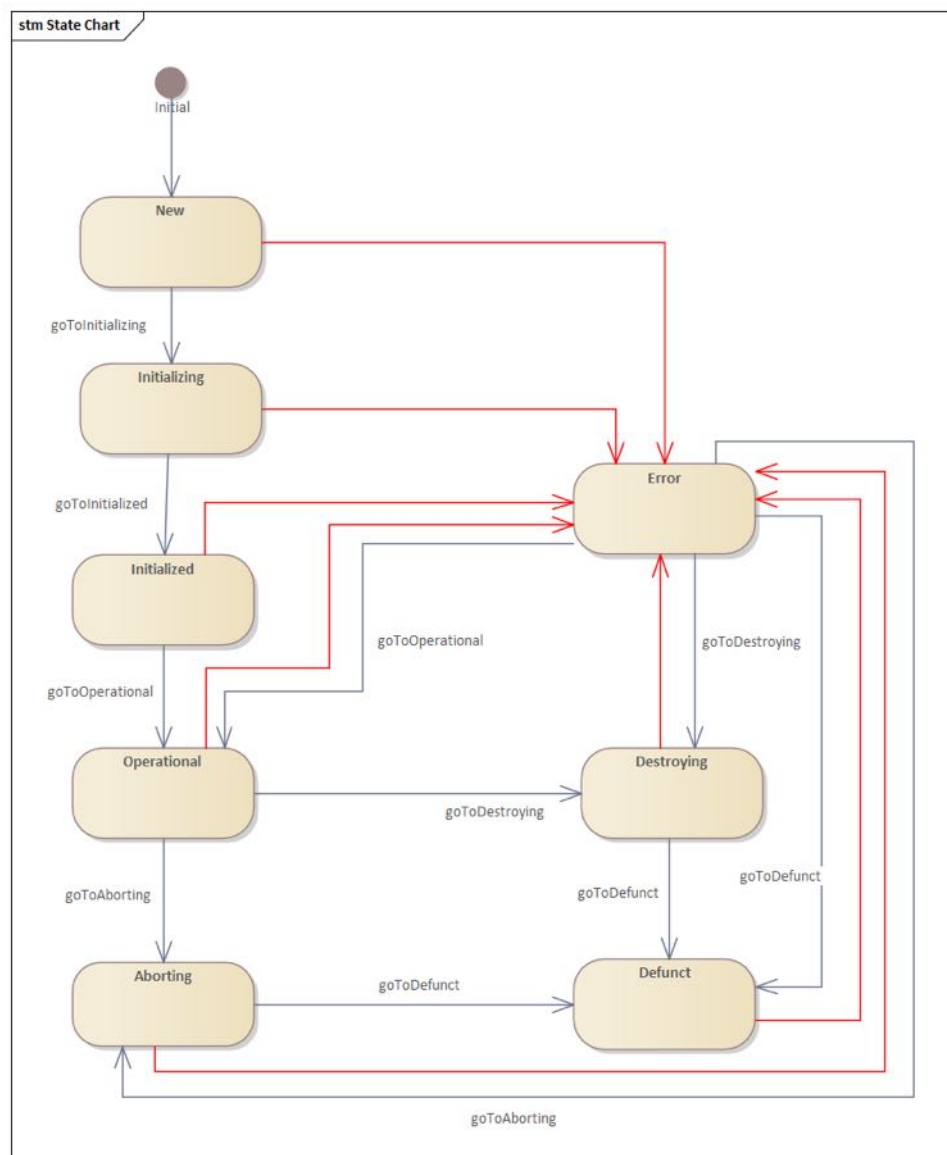 stm State Chart
Initial
New
goToInitializing
Initializing
Error
goToInitialized
Initialized
goToOperational
goToDestroying
goToOperational
Operational
Destroying
goToDestroying
goToAborting
goToDefunct
goToDefunct
Aborting
Defunct
goToDefunct
goToAborting